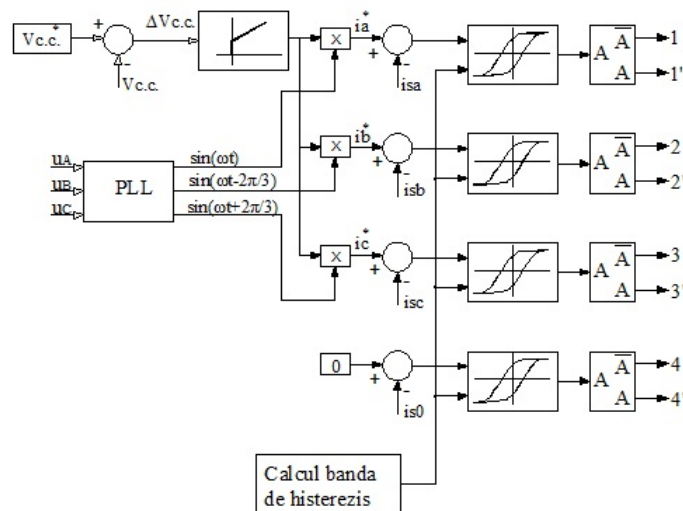 Vc.c.* + ΔVc.c. X ia* 1
- Vc.c. + - isa A A̅ A 1'
uA uB uC PLL
sin(ωt)
sin(ωt-2π/3)
sin(ωt+2π/3)
X ib* + - isb A A̅ A 2 2'
X ic* + - isc A A̅ A 3 3'
0 + - is0 A A̅ A 4 4'
Calcul banda
de histerezis